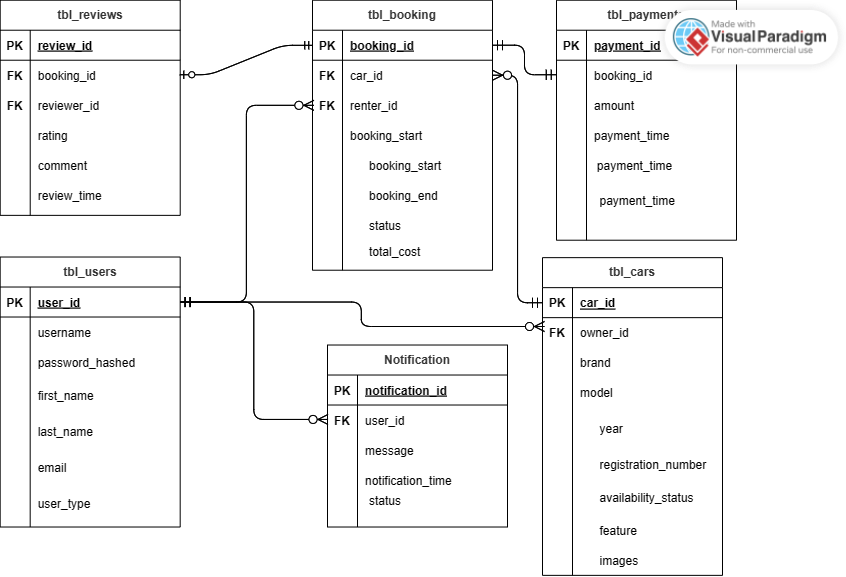 tbl_reviews
PK review_id
FK booking_id
FK reviewer_id
rating
comment
review_time
tbl_booking
PK booking_id
FK car_id
FK renter_id
booking_start
booking_start
booking_end
status
total_cost
tbl_payment
PK payment_id
booking_id
amount
payment_time
payment_time
payment_time
Made with
Visual Paradigm
For non-commercial use
tbl_users
PK user_id
username
password_hashed
first_name
last_name
email
user_type
Notification
PK notification_id
FK user_id
message
notification_time
status
tbl_cars
PK car_id
FK owner_id
brand
model
year
registration_number
availability_status
feature
images